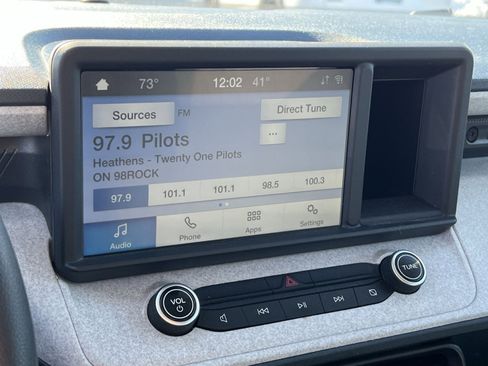 73° 12:02 41°
Sources FM Direct Tune
97.9 Pilots
...
Heathens - Twenty One Pilots
ON 98ROCK
97.9 101.1 101.1 98.5 100.3
Audio Phone Apps Settings
VOL TUNE